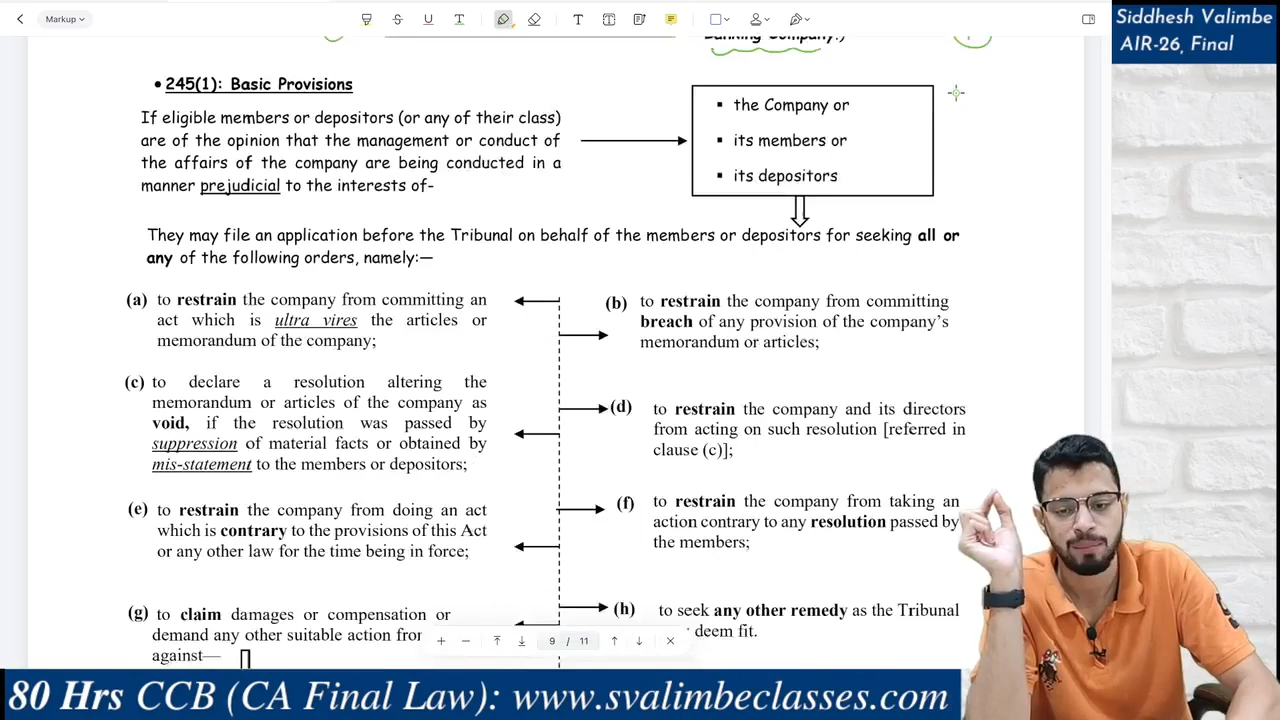 Markup
Siddhesh Valimbe
AIR-26, Final
Banking Company.)
• 245(1): Basic Provisions
If eligible members or depositors (or any of their class)
are of the opinion that the management or conduct of
the affairs of the company are being conducted in a
manner prejudicial to the interests of-
▪ the Company or
▪ its members or
▪ its depositors
They may file an application before the Tribunal on behalf of the members or depositors for seeking all or
any of the following orders, namely:—
(a) to restrain the company from committing an
act which is ultra vires the articles or
memorandum of the company;
(b) to restrain the company from committing
breach of any provision of the company's
memorandum or articles;
(c) to declare a resolution altering the
memorandum or articles of the company as
void, if the resolution was passed by
suppression of material facts or obtained by
mis-statement to the members or depositors;
(d) to restrain the company and its directors
from acting on such resolution [referred in
clause (c)];
(e) to restrain the company from doing an act
which is contrary to the provisions of this Act
or any other law for the time being in force;
(f) to restrain the company from taking an
action contrary to any resolution passed by
the members;
(g) to claim damages or compensation or
demand any other suitable action from
against—
(h) to seek any other remedy as the Tribunal
deem fit.
9 / 11
80 Hrs CCB (CA Final Law): www.svalimbeclasses.com